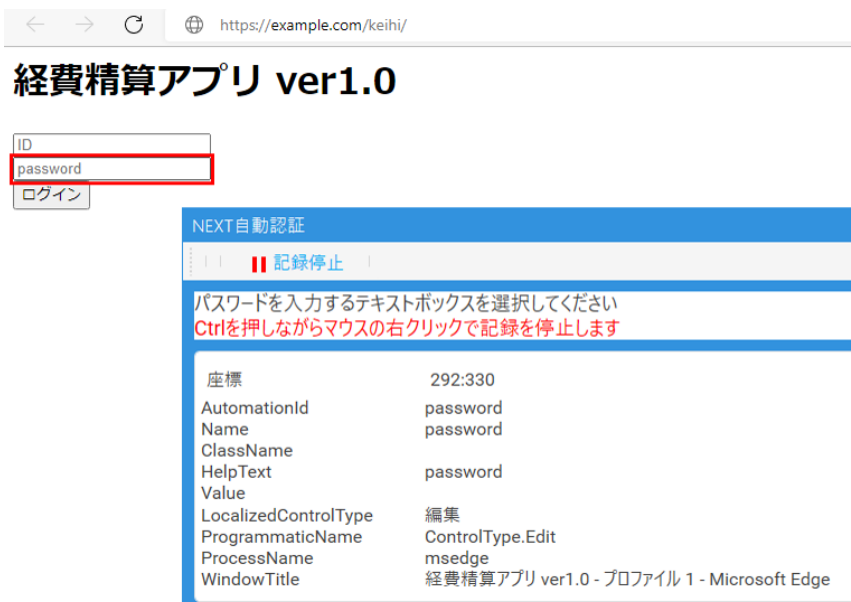 https://example.com/keihi/
経費精算アプリ ver1.0
ID
password
ログイン
NEXT自動認証
記録停止
パスワードを入力するテキストボックスを選択してください
Ctrlを押しながらマウスの右クリックで記録を停止します
座標 292:330
AutomationId password
Name password
ClassName
HelpText password
Value
LocalizedControlType 編集
ProgrammaticName ControlType.Edit
ProcessName msedge
WindowTitle 経費精算アプリ ver1.0 - プロファイル 1 - Microsoft Edge